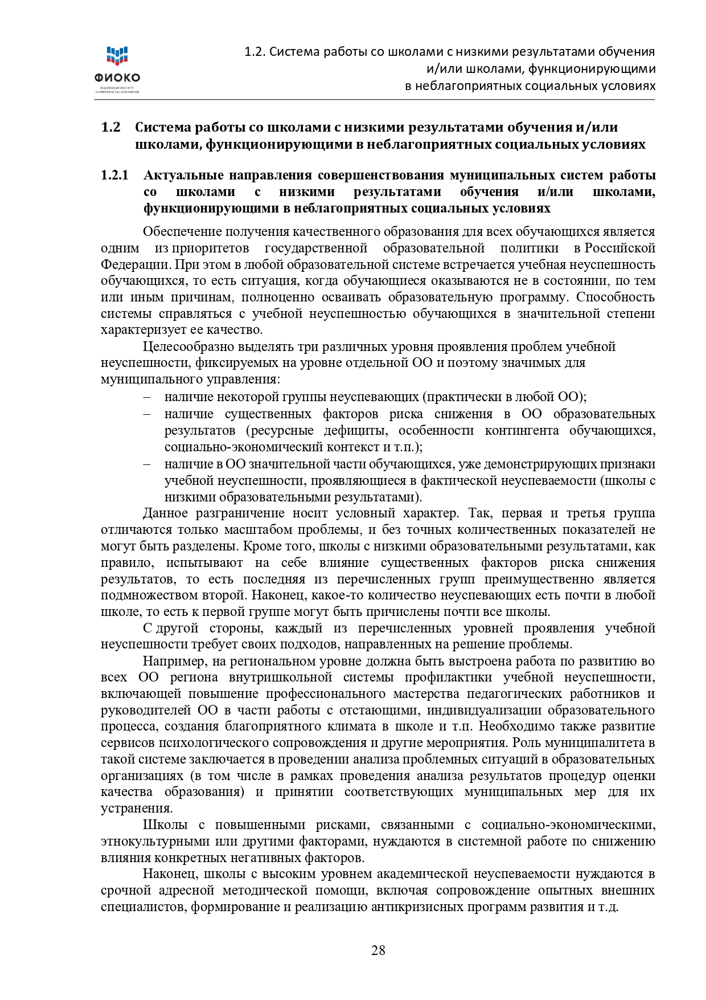 1.2. Система работы со школами с низкими результатами обучения
и/или школами, функционирующими
в неблагоприятных социальных условиях
ФИОКО
ФЕДЕРАЛЬНЫЙ ИНСТИТУТ
ОЦЕНКИ КАЧЕСТВА ОБРАЗОВАНИЯ
1.2 Система работы со школами с низкими результатами обучения и/или
школами, функционирующими в неблагоприятных социальных условиях
1.2.1 Актуальные направления совершенствования муниципальных систем работы
со школами с низкими результатами обучения и/или школами,
функционирующими в неблагоприятных социальных условиях
Обеспечение получения качественного образования для всех обучающихся является
одним из приоритетов государственной образовательной политики в Российской
Федерации. При этом в любой образовательной системе встречается учебная неуспешность
обучающихся, то есть ситуация, когда обучающиеся оказываются не в состоянии, по тем
или иным причинам, полноценно осваивать образовательную программу. Способность
системы справляться с учебной неуспешностью обучающихся в значительной степени
характеризует ее качество.
Целесообразно выделять три различных уровня проявления проблем учебной
неуспешности, фиксируемых на уровне отдельной ОО и поэтому значимых для
муниципального управления:
– наличие некоторой группы неуспевающих (практически в любой ОО);
– наличие существенных факторов риска снижения в ОО образовательных
результатов (ресурсные дефициты, особенности контингента обучающихся,
социально-экономический контекст и т.п.);
– наличие в ОО значительной части обучающихся, уже демонстрирующих признаки
учебной неуспешности, проявляющиеся в фактической неуспеваемости (школы с
низкими образовательными результатами).
Данное разграничение носит условный характер. Так, первая и третья группа
отличаются только масштабом проблемы, и без точных количественных показателей не
могут быть разделены. Кроме того, школы с низкими образовательными результатами, как
правило, испытывают на себе влияние существенных факторов риска снижения
результатов, то есть последняя из перечисленных групп преимущественно является
подмножеством второй. Наконец, какое-то количество неуспевающих есть почти в любой
школе, то есть к первой группе могут быть причислены почти все школы.
С другой стороны, каждый из перечисленных уровней проявления учебной
неуспешности требует своих подходов, направленных на решение проблемы.
Например, на региональном уровне должна быть выстроена работа по развитию во
всех ОО региона внутришкольной системы профилактики учебной неуспешности,
включающей повышение профессионального мастерства педагогических работников и
руководителей ОО в части работы с отстающими, индивидуализации образовательного
процесса, создания благоприятного климата в школе и т.п. Необходимо также развитие
сервисов психологического сопровождения и другие мероприятия. Роль муниципалитета в
такой системе заключается в проведении анализа проблемных ситуаций в образовательных
организациях (в том числе в рамках проведения анализа результатов процедур оценки
качества образования) и принятии соответствующих муниципальных мер для их
устранения.
Школы с повышенными рисками, связанными с социально-экономическими,
этнокультурными или другими факторами, нуждаются в системной работе по снижению
влияния конкретных негативных факторов.
Наконец, школы с высоким уровнем академической неуспеваемости нуждаются в
срочной адресной методической помощи, включая сопровождение опытных внешних
специалистов, формирование и реализацию антикризисных программ развития и т.д.
28